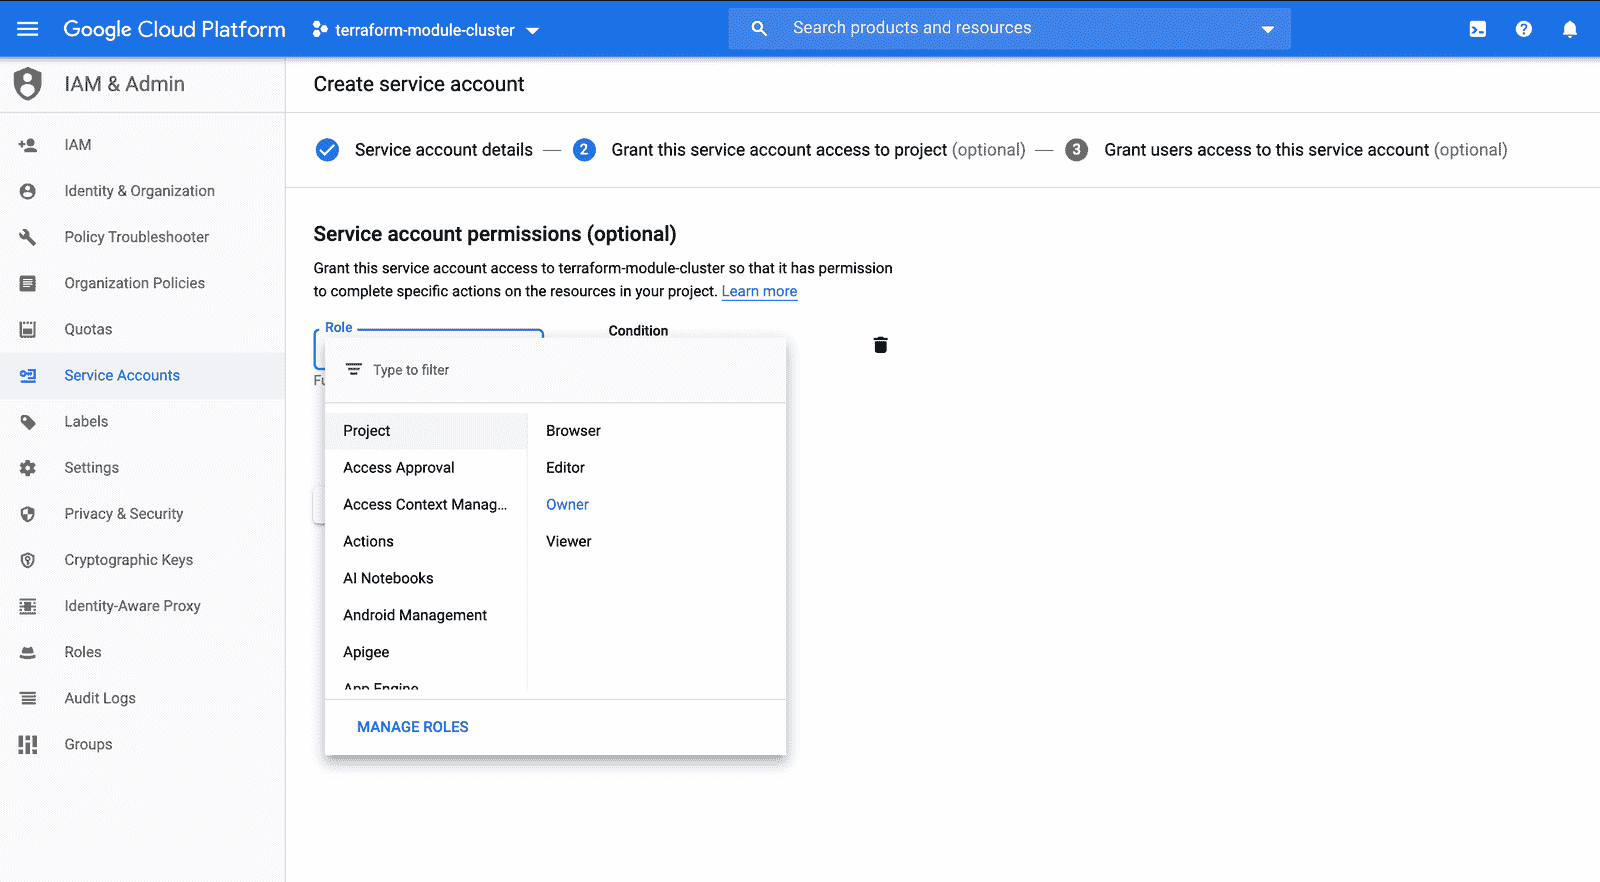 Google Cloud Platform
terraform-module-cluster
Search products and resources
IAM & Admin
Create service account
IAM
Identity & Organization
Policy Troubleshooter
Organization Policies
Quotas
Service Accounts
Labels
Settings
Privacy & Security
Cryptographic Keys
Identity-Aware Proxy
Roles
Audit Logs
Groups
Service account details — 2 Grant this service account access to project (optional) — 3 Grant users access to this service account (optional)
Service account permissions (optional)
Grant this service account access to terraform-module-cluster so that it has permission
to complete specific actions on the resources in your project. Learn more
Role
Condition
Type to filter
Project
Access Approval
Access Context Manag...
Actions
AI Notebooks
Android Management
Apigee
App Engine
Browser
Editor
Owner
Viewer
MANAGE ROLES